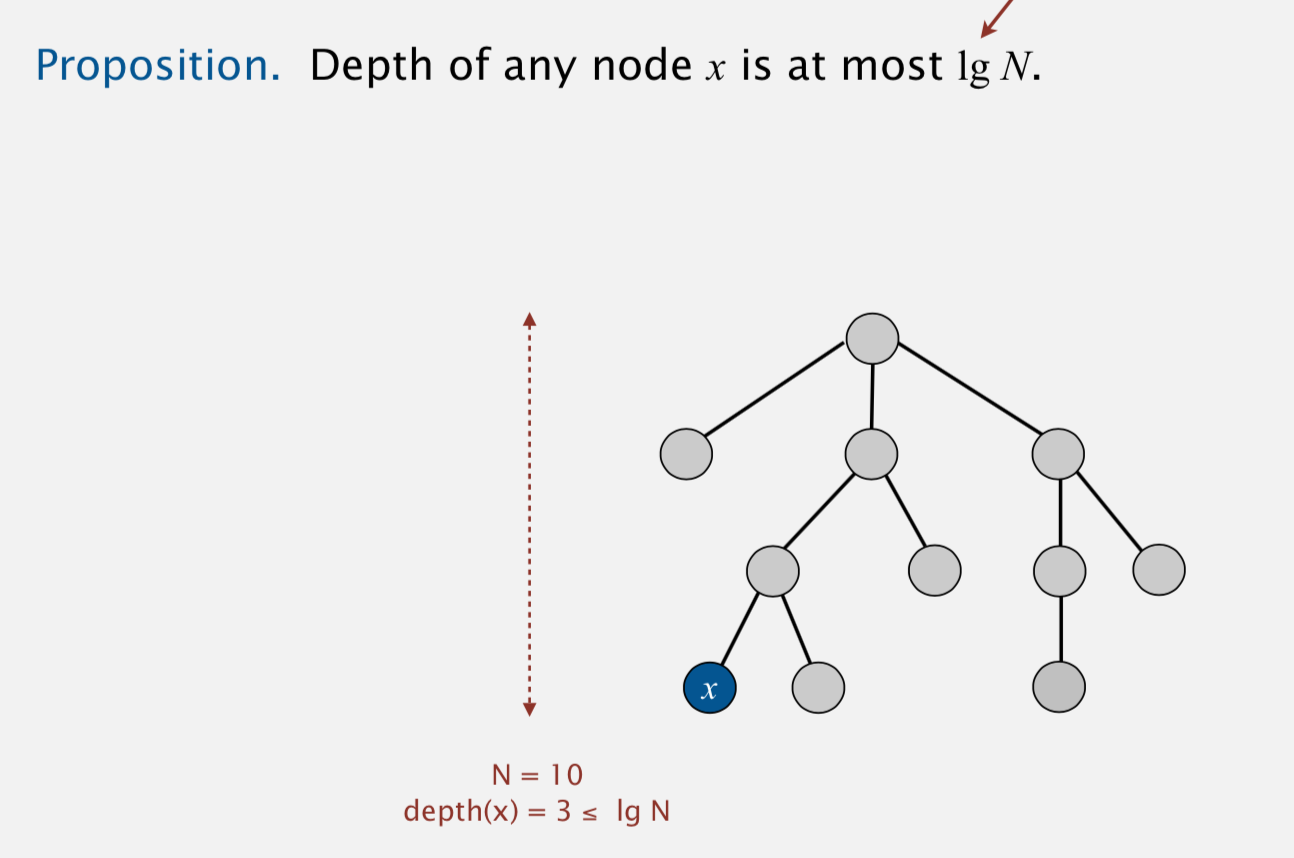 Proposition. Depth of any node x is at most lg N.
x
N = 10
depth(x) = 3 ≤ lg N